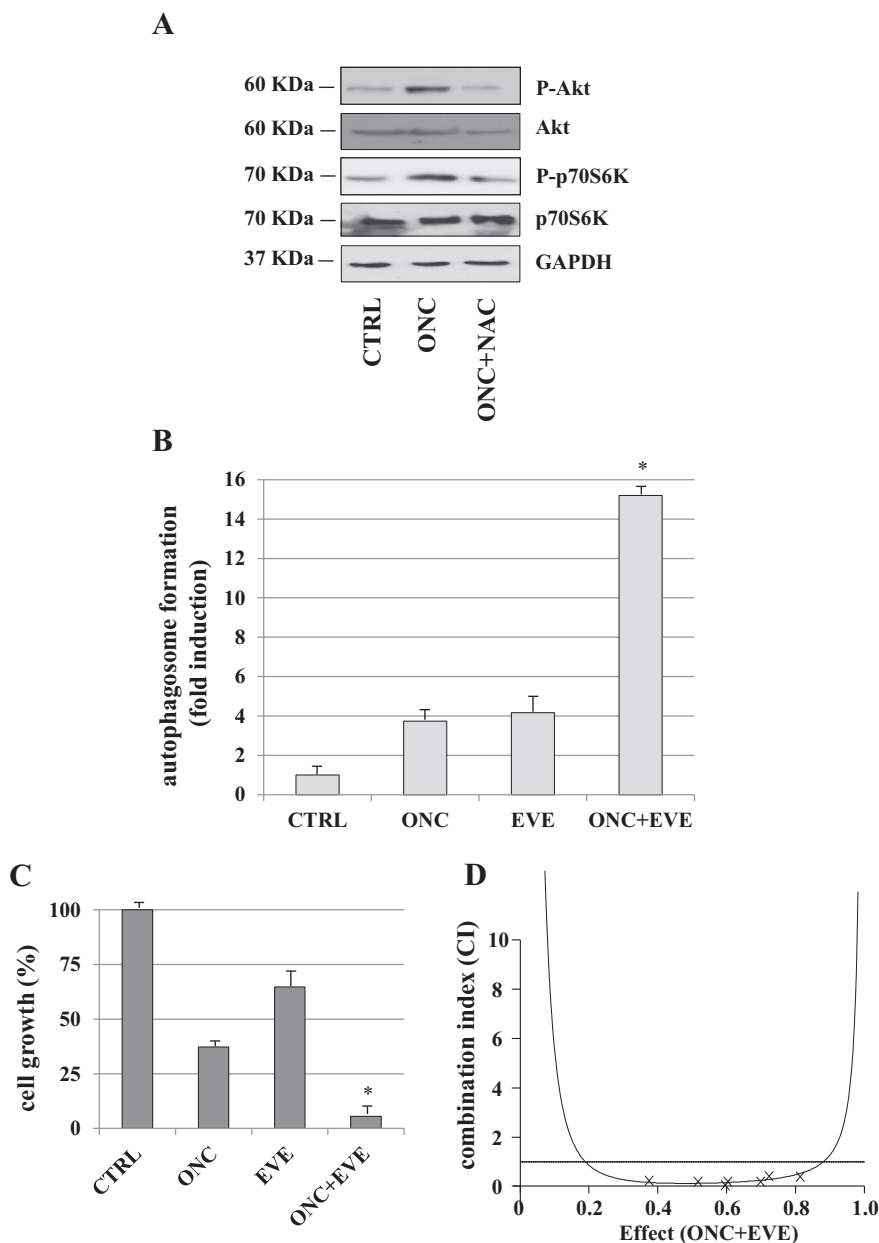 A
60 KDa – P-Akt
60 KDa – Akt
70 KDa – P-p70S6K
70 KDa – p70S6K
37 KDa – GAPDH
CTRL
ONC
ONC+NAC
B
autophagosome formation
(fold induction)
16
14
12
10
8
6
4
2
0
*
CTRL ONC EVE ONC+EVE
C
cell growth (%)
100
75
50
25
0
*
CTRL
ONC
EVE
ONC+EVE
D
combination index (CI)
10
8
6
4
2
0
0 0.2 0.4 0.6 0.8 1.0
Effect (ONC+EVE)